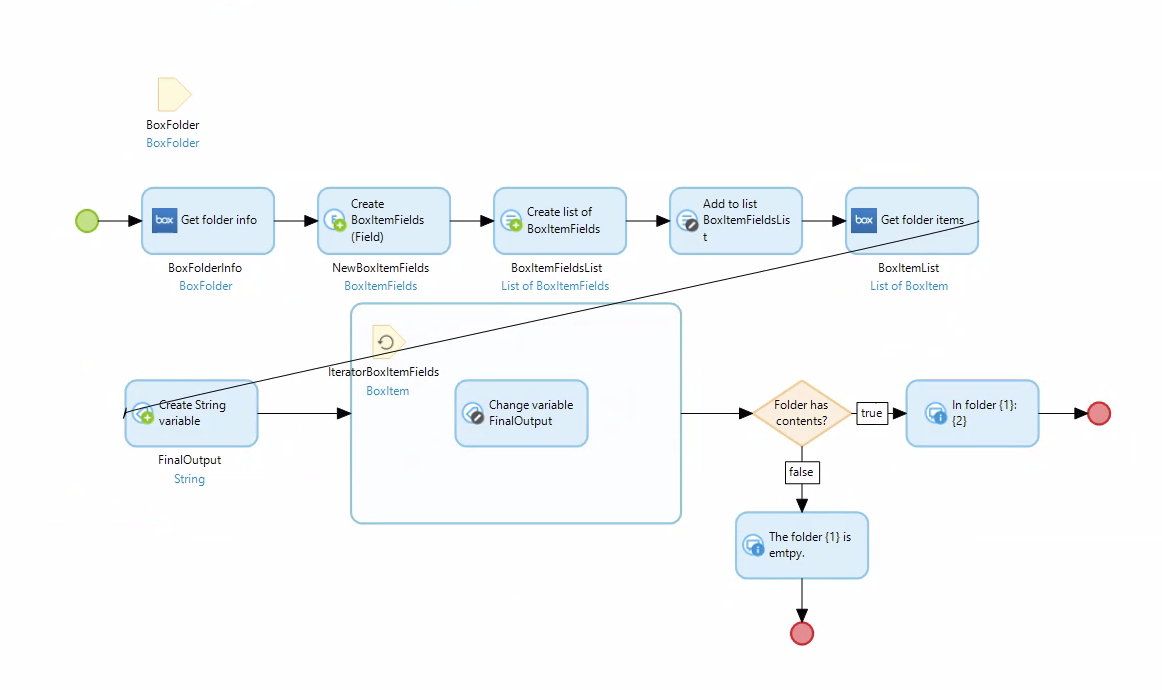 BoxFolder
BoxFolder
box
Get folder info
BoxFolderInfo
BoxFolder
Create
BoxItemFields
(Field)
NewBoxItemFields
BoxItemFields
Create list of
BoxItemFields
BoxItemFieldsList
List of BoxItemFields
Add to list
BoxItemFieldsLis
t
box
Get folder items
BoxItemList
List of BoxItem
Create String
variable
FinalOutput
String
IteratorBoxItemFields
BoxItem
Change variable
FinalOutput
Folder has
contents?
true
In folder {1}:
{2}
false
The folder {1} is
emtpy.